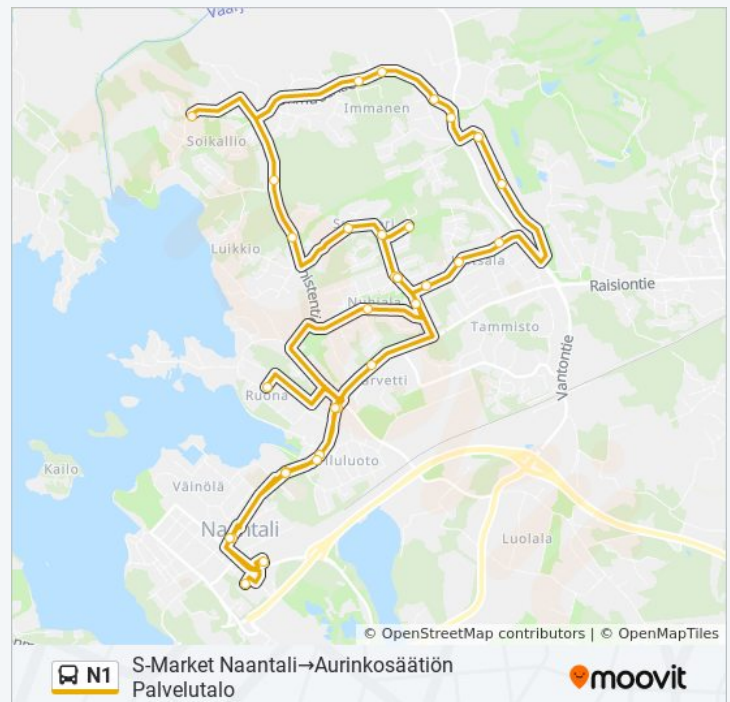 Immanen
Soikallio
Luikkio
Raisiontie
Tammisto
Vantontie
Kailo
Väinölä
Naantali
Luolala
© OpenStreetMap contributors | © OpenMapTiles
N1
S-Market Naantali→Aurinkosäätiön
Palvelutalo
moovit